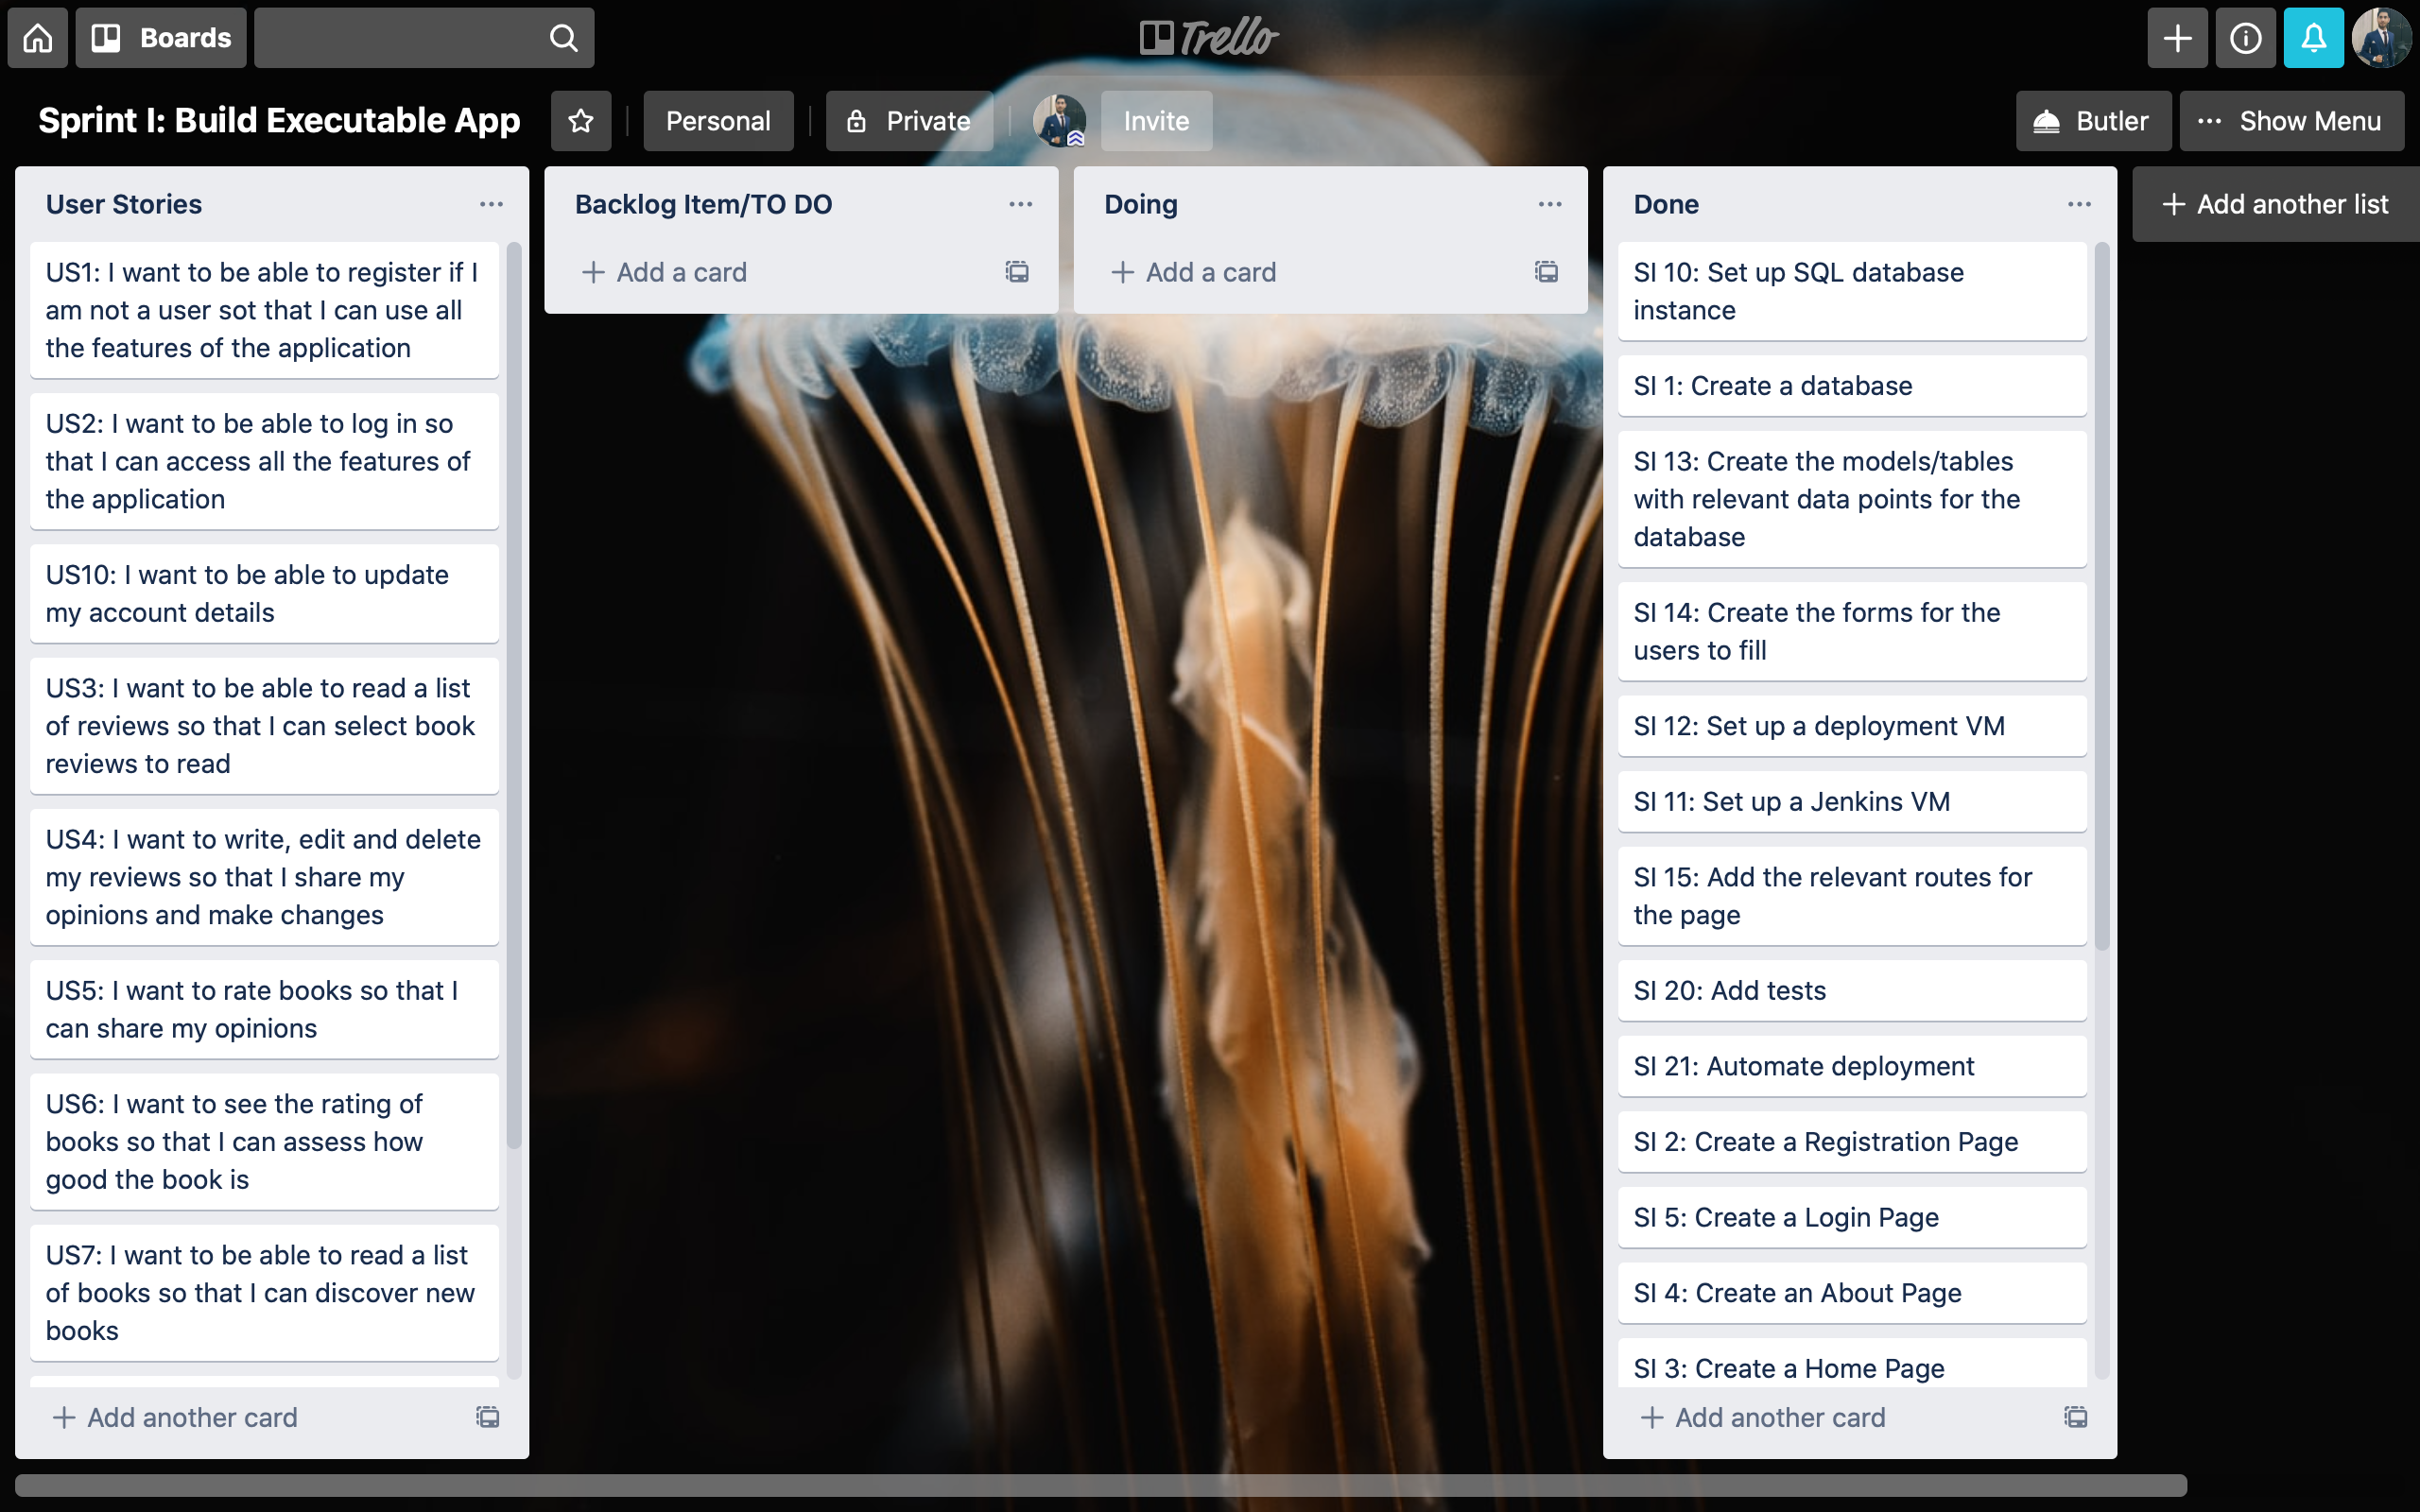 Boards
Trello
Sprint I: Build Executable App
Personal
Private
Invite
Butler
Show Menu
User Stories
US1: I want to be able to register if I
am not a user sot that I can use all
the features of the application
US2: I want to be able to log in so
that I can access all the features of
the application
US10: I want to be able to update
my account details
US3: I want to be able to read a list
of reviews so that I can select book
reviews to read
US4: I want to write, edit and delete
my reviews so that I share my
opinions and make changes
US5: I want to rate books so that I
can share my opinions
US6: I want to see the rating of
books so that I can assess how
good the book is
US7: I want to be able to read a list
of books so that I can discover new
books
Add another card
Backlog Item/TO DO
Add a card
Doing
Add a card
Done
SI 10: Set up SQL database
instance
SI 1: Create a database
SI 13: Create the models/tables
with relevant data points for the
database
SI 14: Create the forms for the
users to fill
SI 12: Set up a deployment VM
SI 11: Set up a Jenkins VM
SI 15: Add the relevant routes for
the page
SI 20: Add tests
SI 21: Automate deployment
SI 2: Create a Registration Page
SI 5: Create a Login Page
SI 4: Create an About Page
SI 3: Create a Home Page
Add another card
Add another list